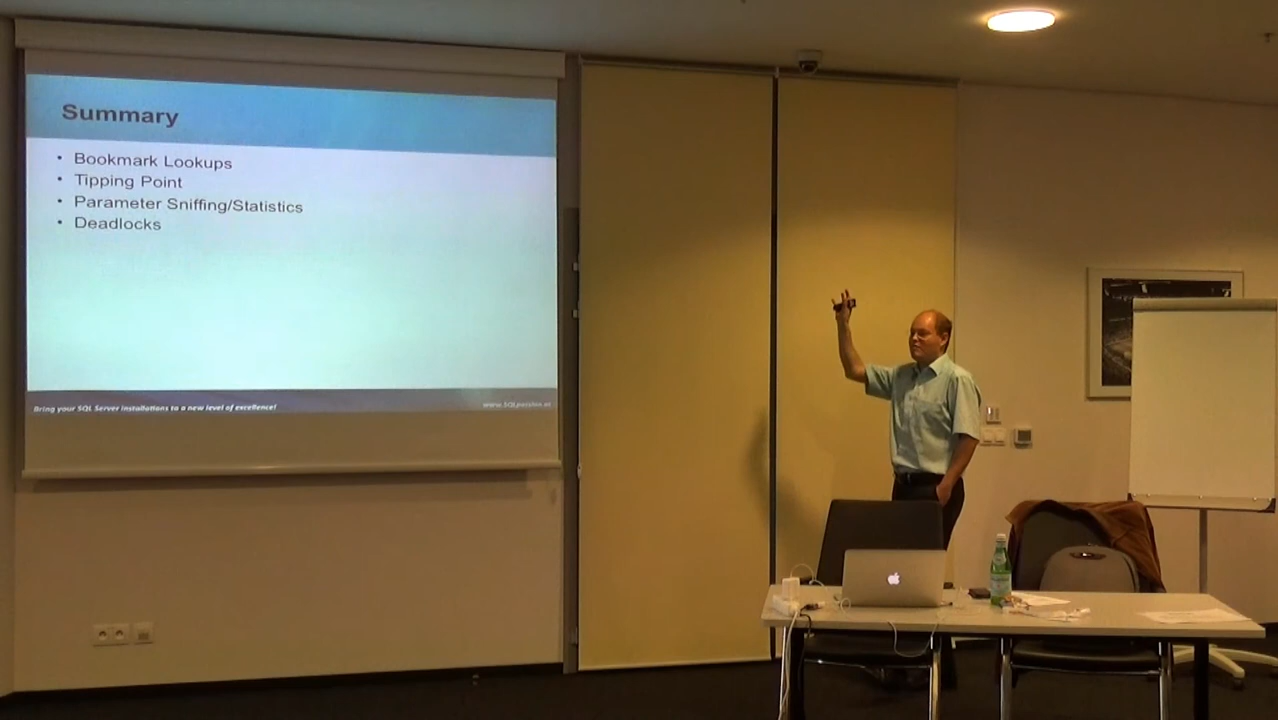 Summary
• Bookmark Lookups
• Tipping Point
• Parameter Sniffing/Statistics
• Deadlocks
Bring your SQL Server installations to a new level of excellence!
www.SQLpassion.at